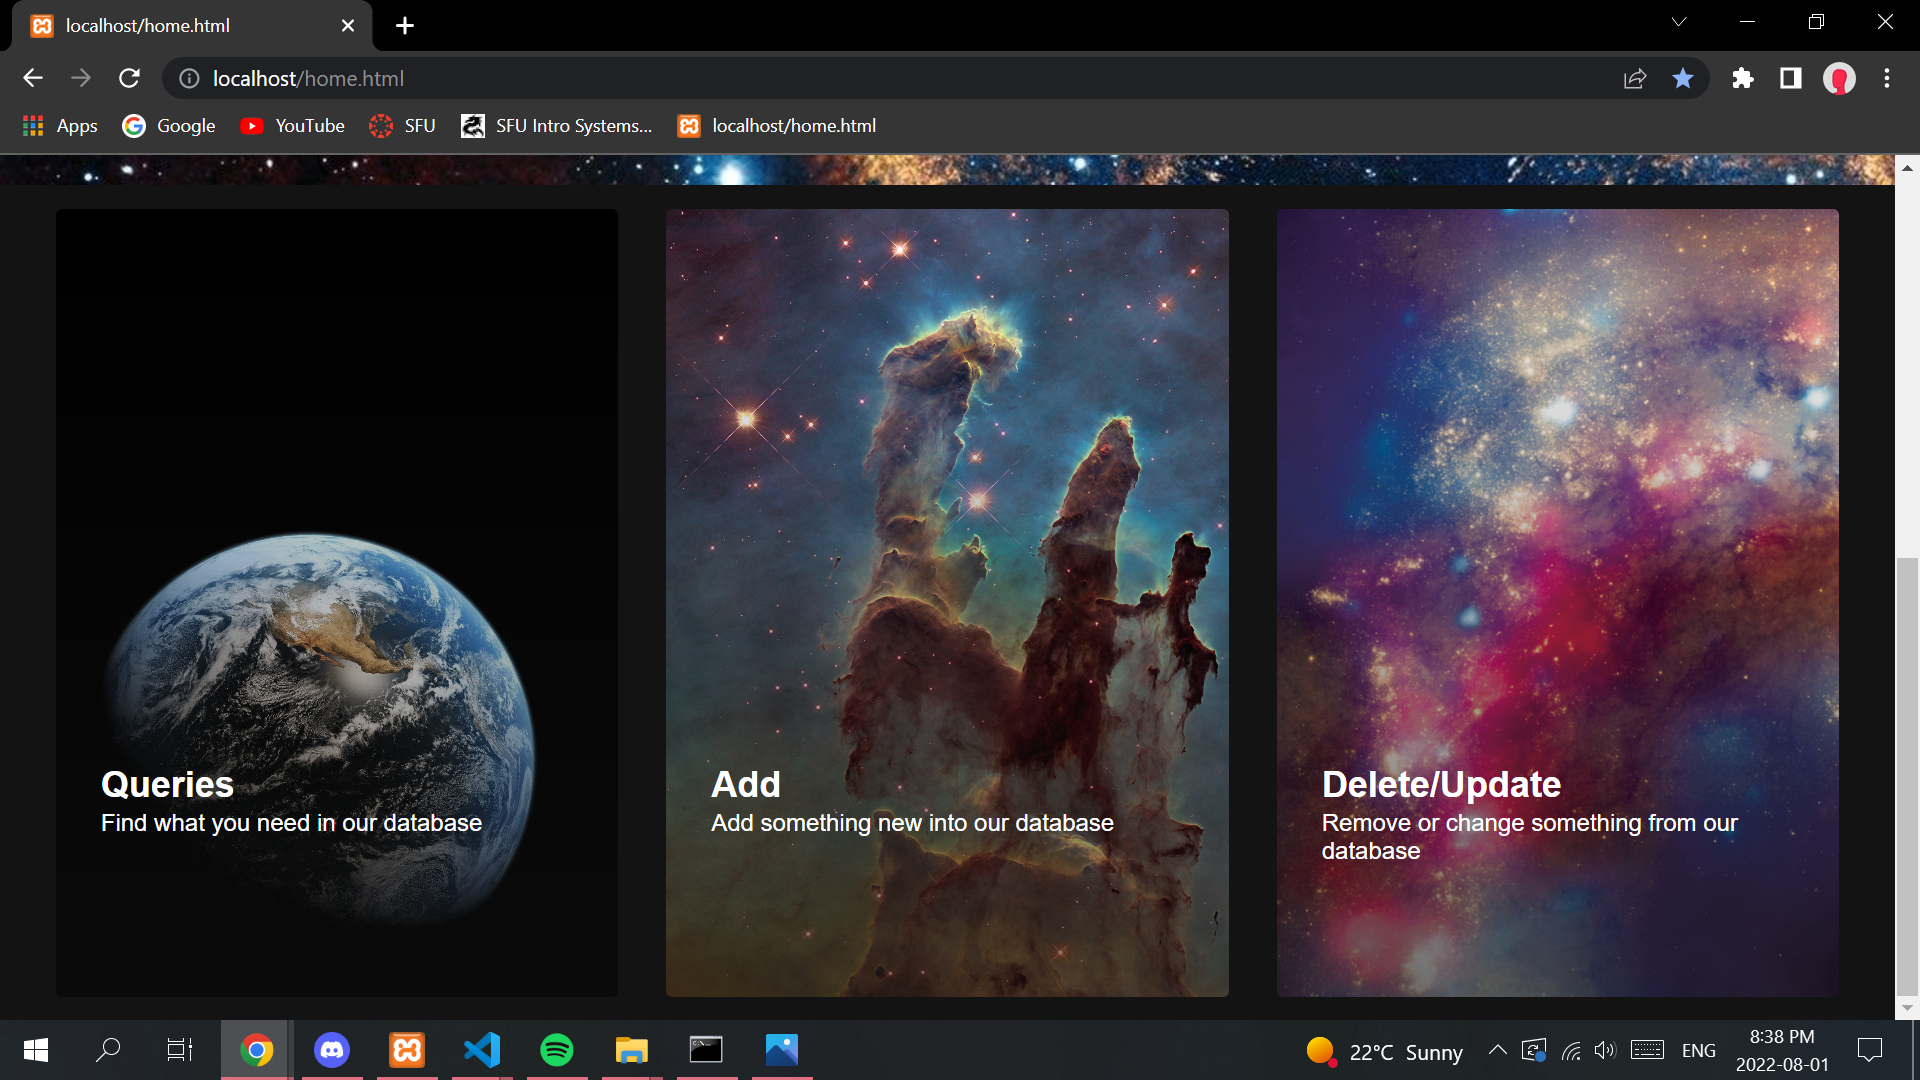 localhost/home.html
localhost/home.html
Apps Google YouTube SFU SFU Intro Systems... localhost/home.html
Queries
Find what you need in our database
Add
Add something new into our database
Delete/Update
Remove or change something from our
database
22°C Sunny
ENG
8:38 PM
2022-08-01